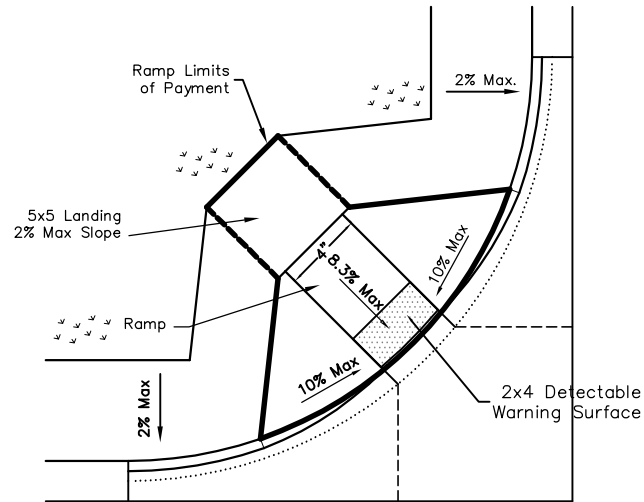 Ramp Limits
of Payment
2% Max.
5x5 Landing
2% Max Slope
4"
8.3% Max
10% Max
Ramp
10% Max
2% Max
2x4 Detectable
Warning Surface